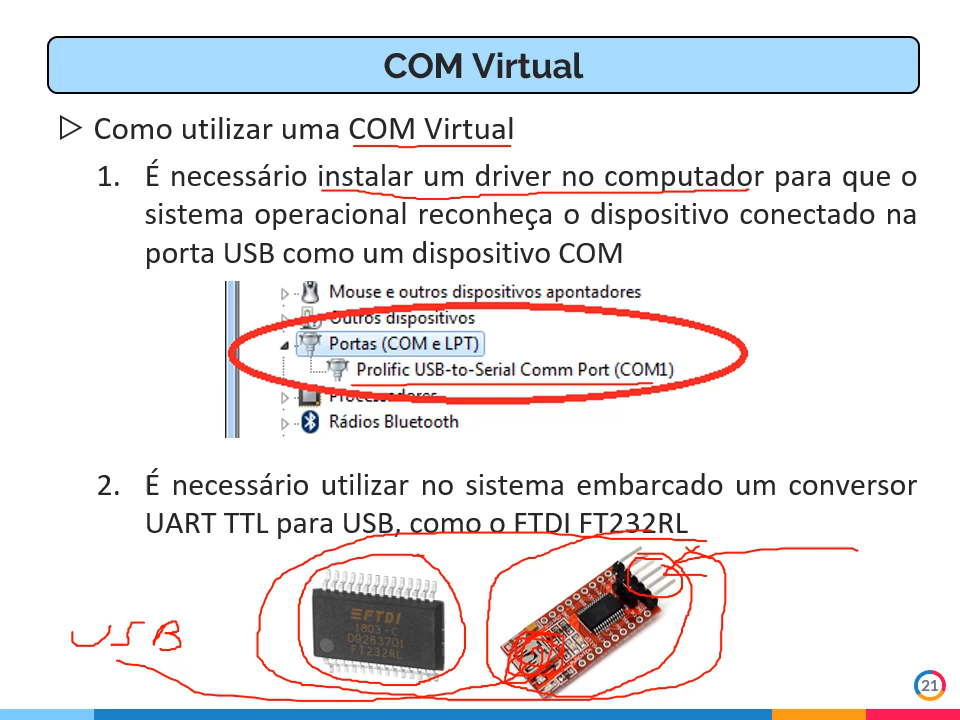 COM Virtual
Como utilizar uma COM Virtual
1. É necessário instalar um driver no computador para que o
sistema operacional reconheça o dispositivo conectado na
porta USB como um dispositivo COM
Mouse e outros dispositivos apontadores
Outros dispositivos
Portas (COM e LPT)
Prolific USB-to-Serial Comm Port (COM1)
Processadores
Rádios Bluetooth
2. É necessário utilizar no sistema embarcado um conversor
UART TTL para USB, como o FTDI FT232RL
FTDI
1803-C
D9263701
FT232RL
USB
21